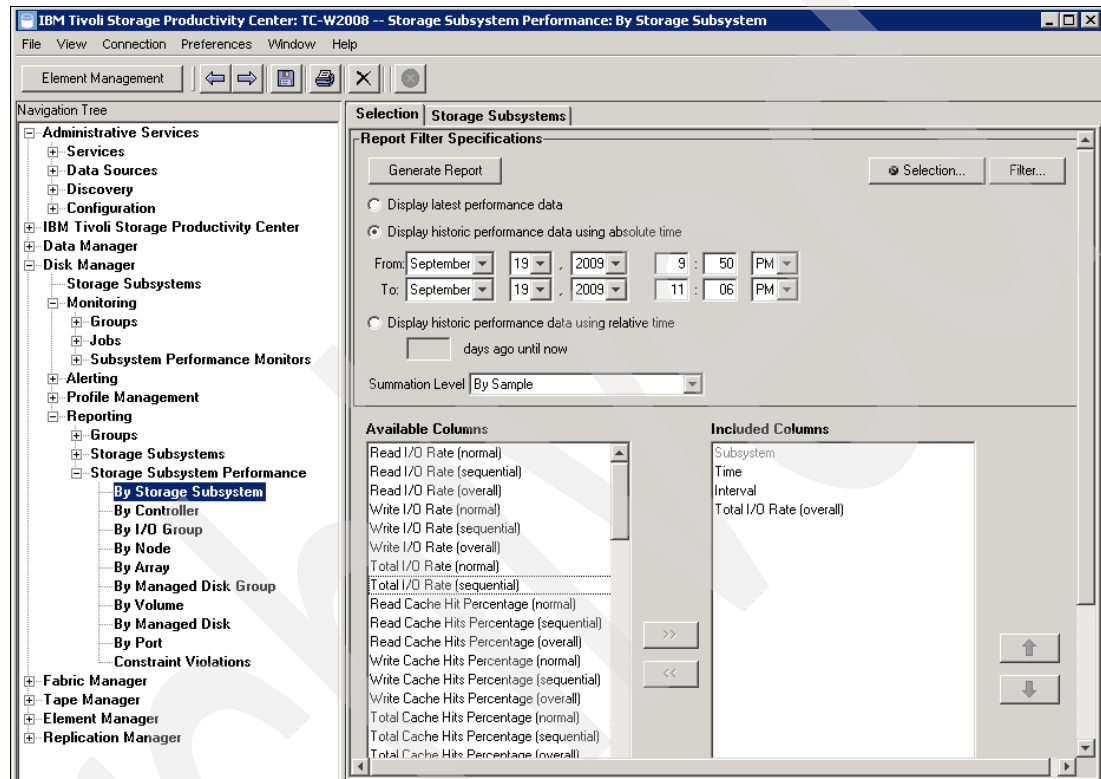 IBM Tivoli Storage Productivity Center: TC-W2008 -- Storage Subsystem Performance: By Storage Subsystem
File View Connection Preferences Window Help
Element Management
Navigation Tree
Administrative Services
Services
Data Sources
Discovery
Configuration
IBM Tivoli Storage Productivity Center
Data Manager
Disk Manager
Storage Subsystems
Monitoring
Groups
Jobs
Subsystem Performance Monitors
Alerting
Profile Management
Reporting
Groups
Storage Subsystems
Storage Subsystem Performance
By Storage Subsystem
By Controller
By I/O Group
By Node
By Array
By Managed Disk Group
By Volume
By Managed Disk
By Port
Constraint Violations
Fabric Manager
Tape Manager
Element Manager
Replication Manager
Selection Storage Subsystems
Report Filter Specifications
Generate Report Selection... Filter...
Display latest performance data
Display historic performance data using absolute time
From: September 19 , 2009 9 : 50 PM
To: September 19 , 2009 11 : 06 PM
Display historic performance data using relative time
days ago until now
Summation Level By Sample
Available Columns
Read I/O Rate (normal)
Read I/O Rate (sequential)
Read I/O Rate (overall)
Write I/O Rate (normal)
Write I/O Rate (sequential)
Write I/O Rate (overall)
Total I/O Rate (normal)
Total I/O Rate (sequential)
Read Cache Hit Percentage (normal)
Read Cache Hits Percentage (sequential)
Read Cache Hits Percentage (overall)
Write Cache Hits Percentage (normal)
Write Cache Hits Percentage (sequential)
Write Cache Hits Percentage (overall)
Total Cache Hits Percentage (normal)
Total Cache Hits Percentage (sequential)
Total Cache Hits Percentage (overall)
>>
<<
Included Columns
Subsystem
Time
Interval
Total I/O Rate (overall)